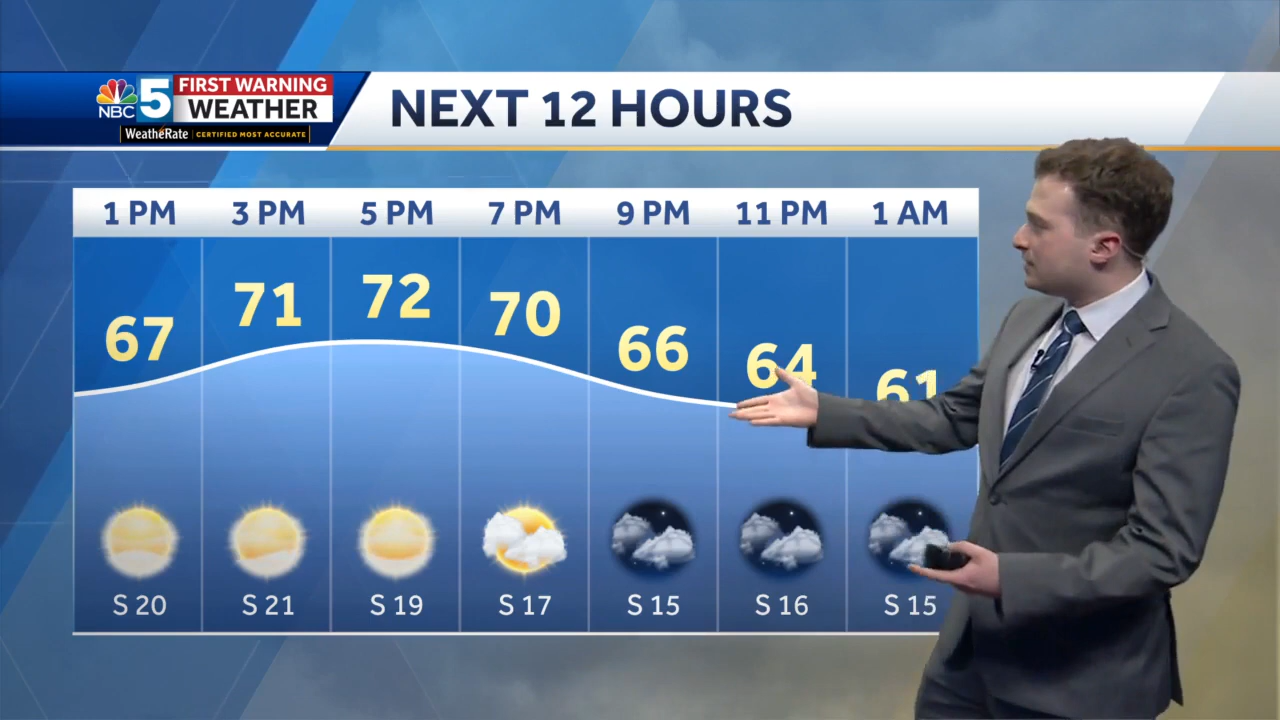 NBC 5 FIRST WARNING
WEATHER
WeatheRate CERTIFIED MOST ACCURATE
NEXT 12 HOURS
1 PM 3 PM 5 PM 7 PM 9 PM 11 PM 1 AM
67 71 72 70 66 64 61
S 20 S 21 S 19 S 17 S 15 S 16 S 15